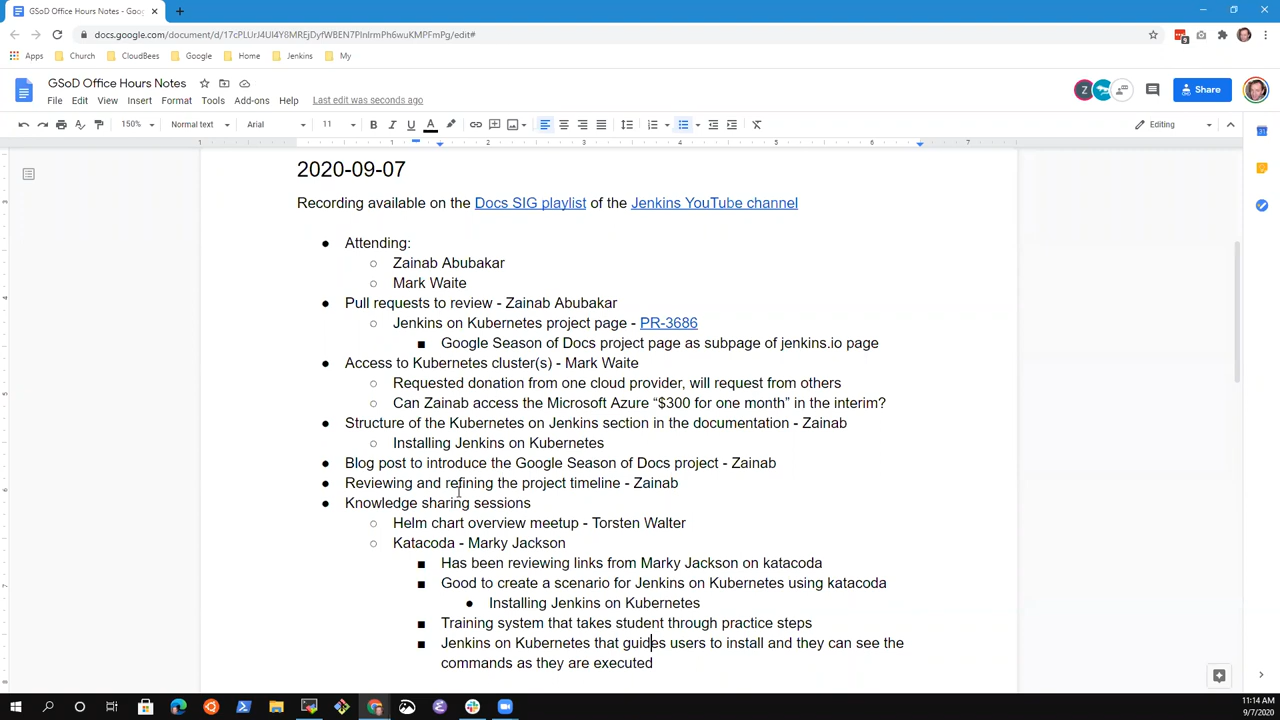 GSoD Office Hours Notes - Goo
docs.google.com/document/d/17cPLUrJ4UI4Y8MREjDyfWBEN7PInIrmPh6wuKMPFmPg/edit#
Apps Church CloudBees Google Home Jenkins My
GSoD Office Hours Notes
File Edit View Insert Format Tools Add-ons Help Last edit was seconds ago
Share
150% Normal text Arial 11 Editing
1 1 2 3 4 5 6 7
2020-09-07
Recording available on the Docs SIG playlist of the Jenkins YouTube channel
● Attending:
○ Zainab Abubakar
○ Mark Waite
● Pull requests to review - Zainab Abubakar
○ Jenkins on Kubernetes project page - PR-3686
■ Google Season of Docs project page as subpage of jenkins.io page
● Access to Kubernetes cluster(s) - Mark Waite
○ Requested donation from one cloud provider, will request from others
○ Can Zainab access the Microsoft Azure “$300 for one month” in the interim?
● Structure of the Kubernetes on Jenkins section in the documentation - Zainab
○ Installing Jenkins on Kubernetes
● Blog post to introduce the Google Season of Docs project - Zainab
● Reviewing and refining the project timeline - Zainab
● Knowledge sharing sessions
○ Helm chart overview meetup - Torsten Walter
○ Katacoda - Marky Jackson
■ Has been reviewing links from Marky Jackson on katacoda
■ Good to create a scenario for Jenkins on Kubernetes using katacoda
● Installing Jenkins on Kubernetes
■ Training system that takes student through practice steps
■ Jenkins on Kubernetes that guides users to install and they can see the
commands as they are executed
11:14 AM
9/7/2020